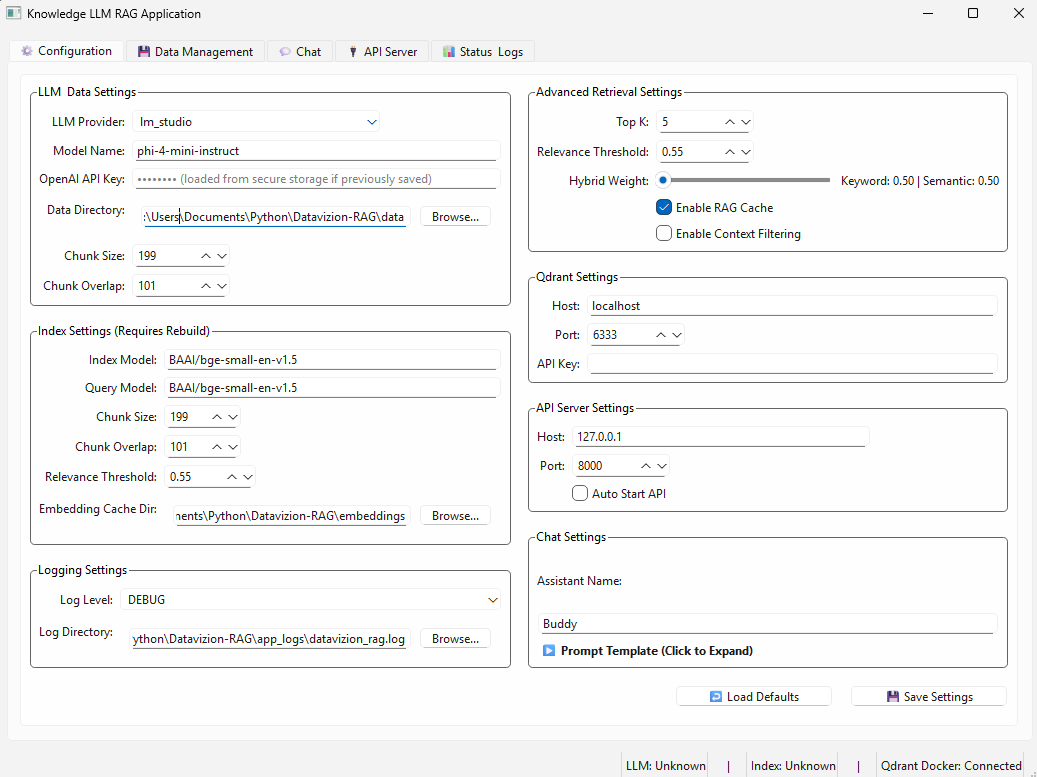 Knowledge LLM RAG Application
Configuration
Data Management
Chat
API Server
Status Logs
LLM Data Settings
LLM Provider: lm_studio
Model Name: phi-4-mini-instruct
OpenAI API Key: •••••••• (loaded from secure storage if previously saved)
Data Directory: :\Users\Documents\Python\Datavizion-RAG\data Browse...
Chunk Size: 199
Chunk Overlap: 101
Index Settings (Requires Rebuild)
Index Model: BAAI/bge-small-en-v1.5
Query Model: BAAI/bge-small-en-v1.5
Chunk Size: 199
Chunk Overlap: 101
Relevance Threshold: 0.55
Embedding Cache Dir: nents\Python\Datavizion-RAG\embeddings Browse...
Logging Settings
Log Level: DEBUG
Log Directory: ython\Datavizion-RAG\app_logs\datavizion_rag.log Browse...
Advanced Retrieval Settings
Top K: 5
Relevance Threshold: 0.55
Hybrid Weight: Keyword: 0.50 | Semantic: 0.50
Enable RAG Cache
Enable Context Filtering
Qdrant Settings
Host: localhost
Port: 6333
API Key:
API Server Settings
Host: 127.0.0.1
Port: 8000
Auto Start API
Chat Settings
Assistant Name:
Buddy
Prompt Template (Click to Expand)
Load Defaults
Save Settings
LLM: Unknown | Index: Unknown | Qdrant Docker: Connected